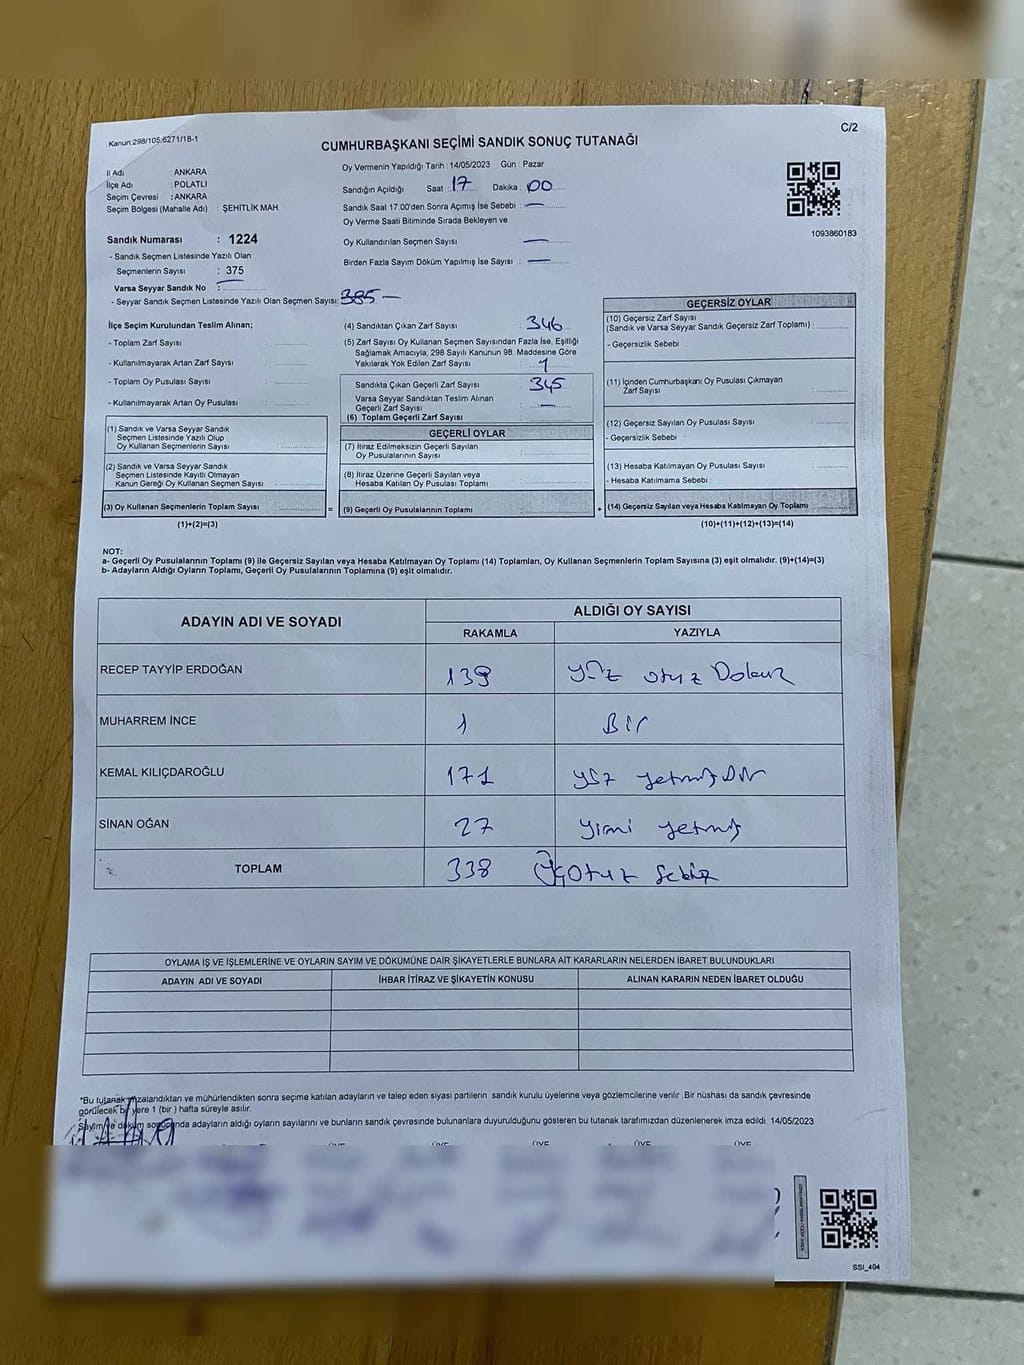 Kanun:298/105,6271/18-1
C/2
CUMHURBAŞKANI SEÇİMİ SANDIK SONUÇ TUTANAĞI
İl Adı ANKARA
İlçe Adı : POLATLI
Seçim Çevresi : ANKARA
Seçim Bölgesi (Mahalle Adı) : ŞEHİTLİK MAH.
Oy Vermenin Yapıldığı Tarih : 14/05/2023 Gün : Pazar
Sandığın Açıldığı Saat : 17 Dakika : 00
Sandık Saat 17:00'den Sonra Açılmış İse Sebebi : —
Oy Verme Saati Bitiminde Sırada Bekleyen ve
Oy Kullandırılan Seçmen Sayısı —
Birden Fazla Sayım Döküm Yapılmış İse Sayısı : —
1093860183
Sandık Numarası : 1224
- Sandık Seçmen Listesinde Yazılı Olan
Seçmenlerin Sayısı : 375
Varsa Seyyar Sandık No : —
- Seyyar Sandık Seçmen Listesinde Yazılı Olan Seçmen Sayısı: 385 —
İlçe Seçim Kurulundan Teslim Alınan;
- Toplam Zarf Sayısı :
- Kullanılmayarak Artan Zarf Sayısı :
- Toplam Oy Pusulası Sayısı :
- Kullanılmayarak Artan Oy Pusulası :
(1) Sandık ve Varsa Seyyar Sandık
Seçmen Listesinde Yazılı Olup
Oy Kullanan Seçmenlerin Sayısı :
(2) Sandık ve Varsa Seyyar Sandık
Seçmen Listesinde Kayıtlı Olmayan
Kanun Gereği Oy Kullanan Seçmen Sayısı :
(3) Oy Kullanan Seçmenlerin Toplam Sayısı :
(1)+(2)=(3)
(4) Sandıktan Çıkan Zarf Sayısı : 346
(5) Zarf Sayısı Oy Kullanan Seçmen Sayısından Fazla İse, Eşitliği
Sağlamak Amacıyla, 298 Sayılı Kanunun 98. Maddesine Göre
Yakılarak Yok Edilen Zarf Sayısı : 1
Sandıkta Çıkan Geçerli Zarf Sayısı : 345
Varsa Seyyar Sandıktan Teslim Alınan
Geçerli Zarf Sayısı : —
(6) Toplam Geçerli Zarf Sayısı
GEÇERLİ OYLAR
(7) İtiraz Edilmeksizin Geçerli Sayılan
Oy Pusulalarının Sayısı :
(8) İtiraz Üzerine Geçerli Sayılan veya
Hesaba Katılan Oy Pusulası Toplamı :
= (9) Geçerli Oy Pusulalarının Toplamı :
GEÇERSİZ OYLAR
(10) Geçersiz Zarf Sayısı
(Sandık ve Varsa Seyyar Sandık Geçersiz Zarf Toplamı) :
- Geçersizlik Sebebi :
(11) İçinden Cumhurbaşkanı Oy Pusulası Çıkmayan
Zarf Sayısı :
(12) Geçersiz Sayılan Oy Pusulası Sayısı :
- Geçersizlik Sebebi :
(13) Hesaba Katılmayan Oy Pusulası Sayısı :
- Hesaba Katılmama Sebebi :
+ (14) Geçersiz Sayılan veya Hesaba Katılmayan Oy Toplamı :
(10)+(11)+(12)+(13)=(14)
NOT:
a- Geçerli Oy Pusulalarının Toplamı (9) ile Geçersiz Sayılan veya Hesaba Katılmayan Oy Toplamı (14) Toplamları, Oy Kullanan Seçmenlerin Toplam Sayısına (3) eşit olmalıdır. (9)+(14)=(3)
b- Adayların Aldığı Oyların Toplamı, Geçerli Oy Pusulalarının Toplamına (9) eşit olmalıdır.
ADAYIN ADI VE SOYADI
ALDIĞI OY SAYISI
RAKAMLA YAZIYLA
RECEP TAYYİP ERDOĞAN 139 yüz otuz Dokuz
MUHARREM İNCE 1 Bir
KEMAL KILIÇDAROĞLU 171 yüz yetmiş Bir
SİNAN OĞAN 27 yirmi yetmiş
TOPLAM 338 Üçotuz Sekiz
OYLAMA İŞ VE İŞLEMLERİNE VE OYLARIN SAYIM VE DÖKÜMÜNE DAİR ŞİKAYETLERLE BUNLARA AİT KARARLARIN NELERDEN İBARET BULUNDUKLARI
ADAYIN ADI VE SOYADI İHBAR İTİRAZ VE ŞİKAYETİN KONUSU ALINAN KARARIN NEDEN İBARET OLDUĞU
*Bu tutanak imzalandıktan ve mühürlendikten sonra seçime katılan adayların ve talep eden siyasi partilerin sandık kurulu üyelerine veya gözlemcilerine verilir .Bir nüshası da sandık çevresinde
görülecek bir yere 1 (bir ) hafta süreyle asılır.
Sayım ve döküm sonucunda adayların aldığı oyların sayılarını ve bunların sandık çevresinde bulunanlara duyurulduğunu gösteren bu tutanak tarafımızdan düzenlenerek imza edildi. 14/05/2023
ÜYE ÜYE ÜYE ÜYE ÜYE
SSI_404